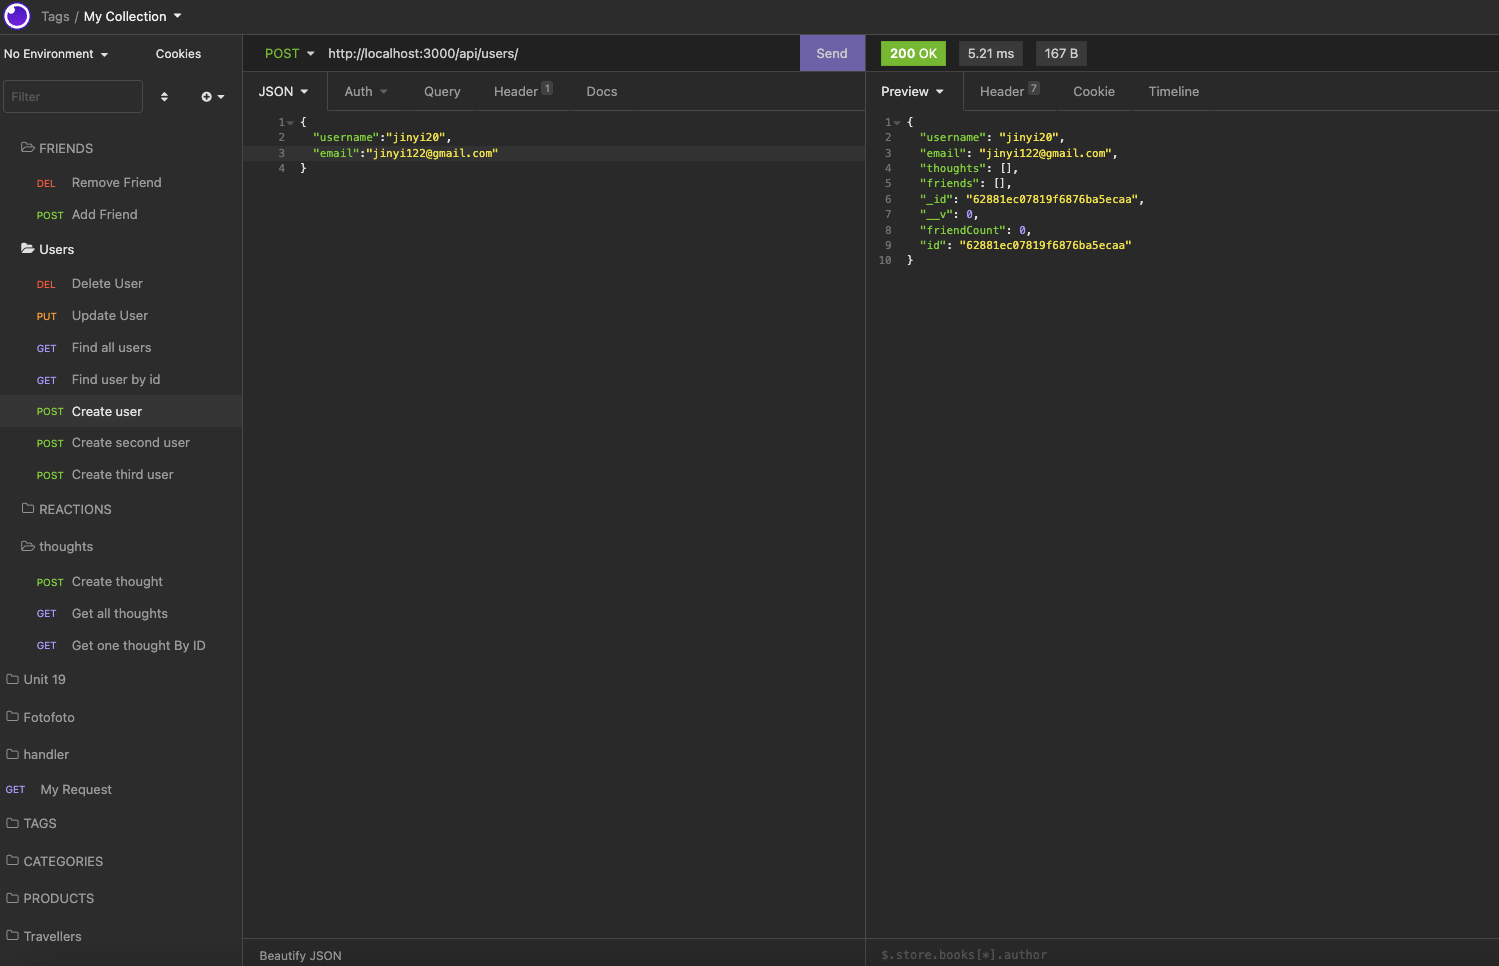 Tags / My Collection
No Environment
Cookies
Filter
FRIENDS
DEL Remove Friend
POST Add Friend
Users
DEL Delete User
PUT Update User
GET Find all users
GET Find user by id
POST Create user
POST Create second user
POST Create third user
REACTIONS
thoughts
POST Create thought
GET Get all thoughts
GET Get one thought By ID
Unit 19
Fotofoto
handler
GET My Request
TAGS
CATEGORIES
PRODUCTS
Travellers
POST http://localhost:3000/api/users/ Send
JSON Auth Query Header 1 Docs
1 {
2 "username":"jinyi20",
3 "email":"jinyi122@gmail.com"
4 }
Beautify JSON
200 OK 5.21 ms 167 B
Preview Header 7 Cookie Timeline
1 {
2 "username": "jinyi20",
3 "email": "jinyi122@gmail.com",
4 "thoughts": [],
5 "friends": [],
6 "_id": "62881ec07819f6876ba5ecaa",
7 "__v": 0,
8 "friendCount": 0,
9 "id": "62881ec07819f6876ba5ecaa"
10 }
$.store.books[*].author